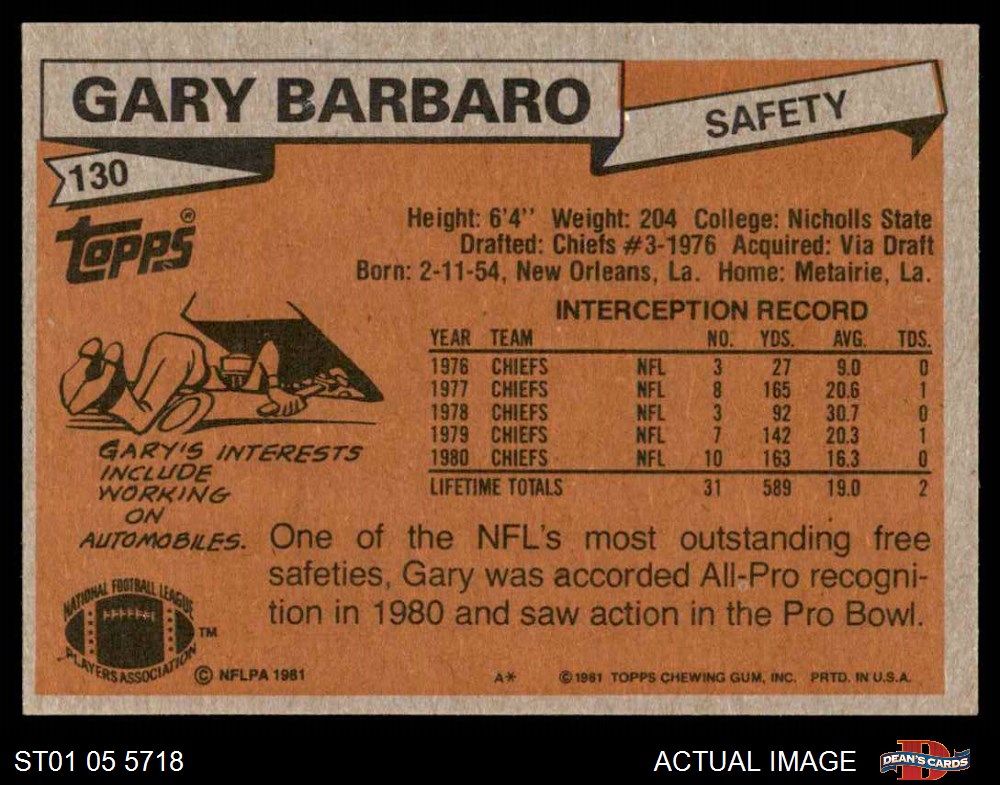 GARY BARBARO
SAFETY
130
TOPPS®
Height: 6'4'' Weight: 204 College: Nicholls State
Drafted: Chiefs #3-1976 Acquired: Via Draft
Born: 2-11-54, New Orleans, La. Home: Metairie, La.
INTERCEPTION RECORD
YEAR TEAM NO. YDS. AVG. TDS.
1976 CHIEFS NFL 3 27 9.0 0
1977 CHIEFS NFL 8 165 20.6 1
1978 CHIEFS NFL 3 92 30.7 0
1979 CHIEFS NFL 7 142 20.3 1
1980 CHIEFS NFL 10 163 16.3 0
LIFETIME TOTALS 31 589 19.0 2
GARY'S INTERESTS
INCLUDE
WORKING
ON
AUTOMOBILES.
One of the NFL's most outstanding free
safeties, Gary was accorded All-Pro recogni-
tion in 1980 and saw action in the Pro Bowl.
NATIONAL FOOTBALL LEAGUE
PLAYERS ASSOCIATION
TM
© NFLPA 1981
A*
© 1981 TOPPS CHEWING GUM, INC. PRTD. IN U.S.A.
ST01 05 5718
ACTUAL IMAGE
D
DEAN'S CARDS